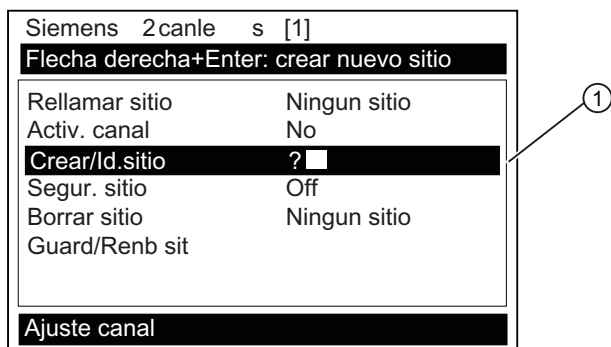 Siemens 2canle s [1]
Flecha derecha+Enter: crear nuevo sitio
Rellamar sitio Ningun sitio
Activ. canal No
Crear/Id.sitio ?
Segur. sitio Off
Borrar sitio Ningun sitio
Guard/Renb sit
Ajuste canal
1